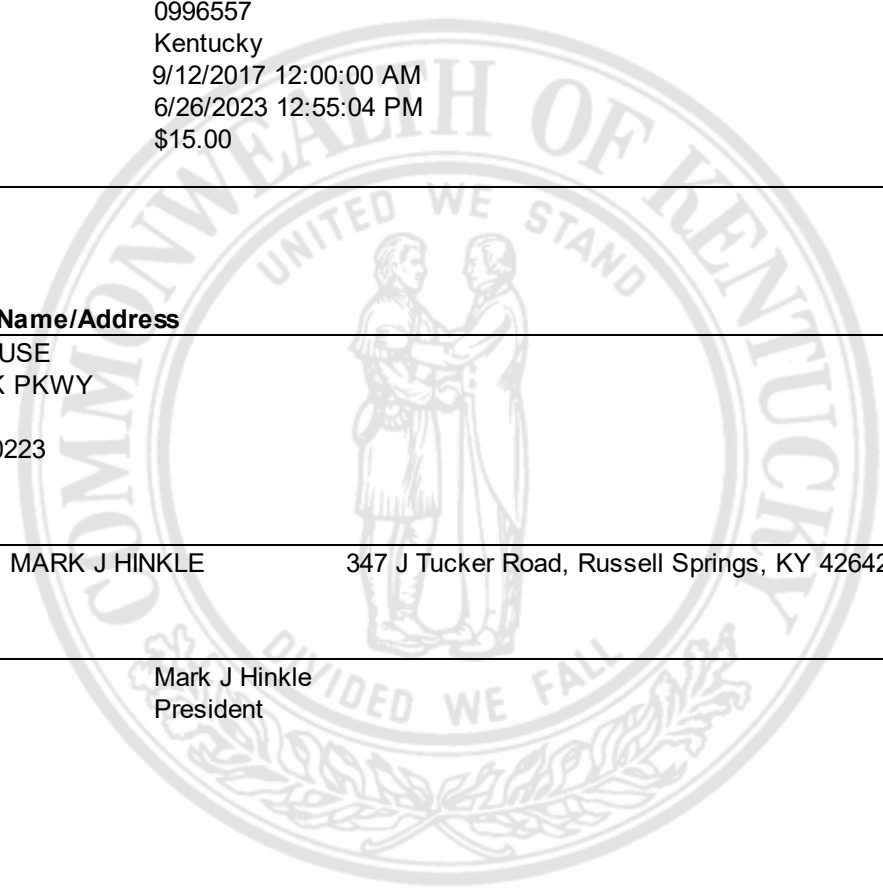 0996557
Kentucky
9/12/2017 12:00:00 AM
6/26/2023 12:55:04 PM
$15.00
COMMONWEALTH OF KENTUCKY
UNITED WE STAND
Name/Address
USE
K PKWY
0223
MARK J HINKLE 347 J Tucker Road, Russell Springs, KY 42642
DIVIDED WE FALL
Mark J Hinkle
President